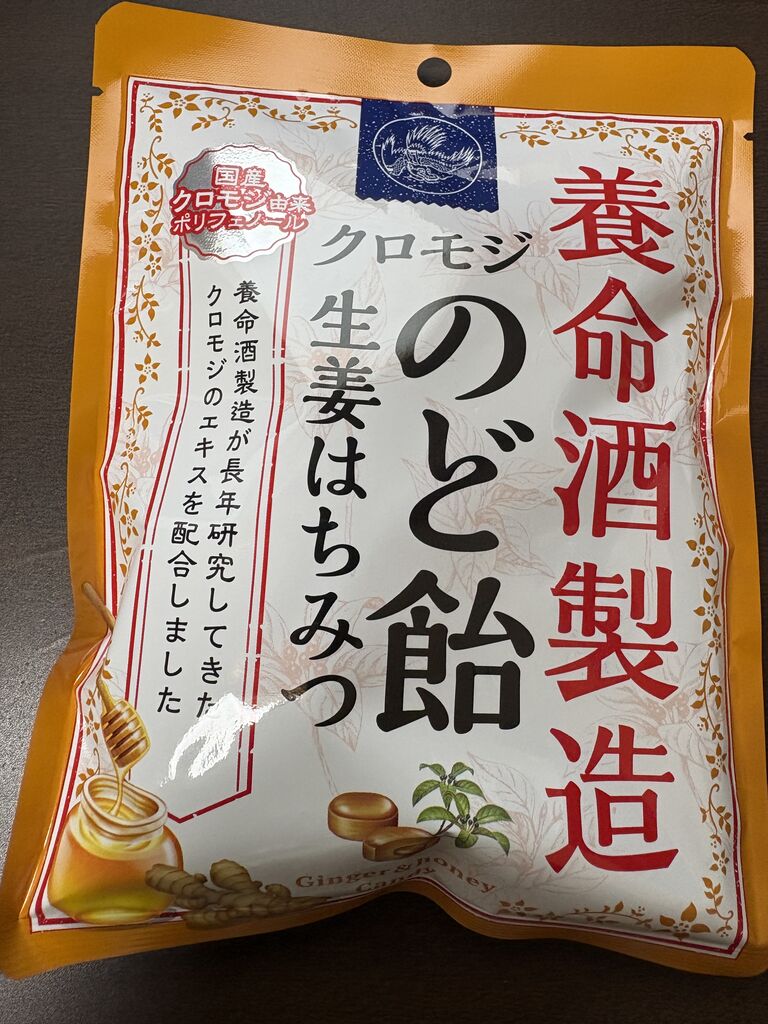 養命酒製造
クロモジ
のど飴
生姜はちみつ
国産
クロモジ由来
ポリフェノール
養命酒製造が長年研究してきた
クロモジのエキスを配合しました
Ginger & honey
Candy